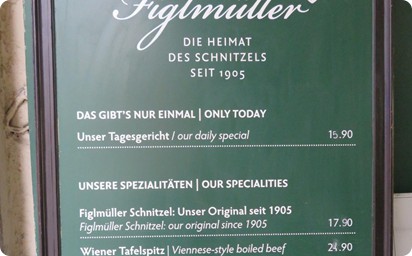 Figlmüller
DIE HEIMAT
DES SCHNITZELS
SEIT 1905
DAS GIBT'S NUR EINMAL | ONLY TODAY
Unser Tagesgericht / our daily special 15.90
UNSERE SPEZIALITÄTEN | OUR SPECIALITIES
Figlmüller Schnitzel: Unser Original seit 1905
Figlmüller Schnitzel: our original since 1905 17.90
Wiener Tafelspitz | Viennese-style boiled beef 24.90